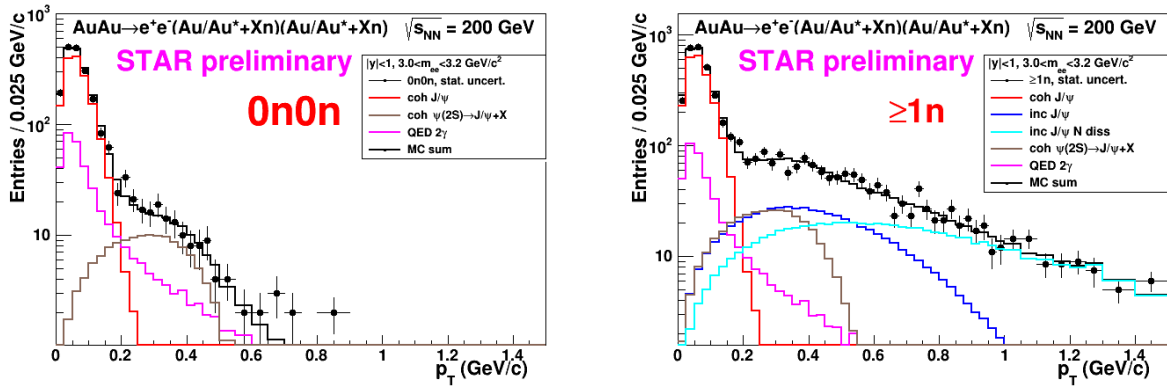 AuAu→e⁺e⁻(Au/Au*+Xn)(Au/Au*+Xn) √s_NN = 200 GeV
STAR preliminary
0n0n
|y|<1, 3.0<m_ee<3.2 GeV/c²
0n0n, stat. uncert.
coh J/ψ
coh ψ(2S)→J/ψ+X
QED 2γ
MC sum
Entries / 0.025 GeV/c
10³
10²
10
0 0.2 0.4 0.6 0.8 1 1.2 1.4
p_T (GeV/c)
AuAu→e⁺e⁻(Au/Au*+Xn)(Au/Au*+Xn) √s_NN = 200 GeV
STAR preliminary
≥1n
|y|<1, 3.0<m_ee<3.2 GeV/c²
≥1n, stat. uncert.
coh J/ψ
inc J/ψ
inc J/ψ N diss
coh ψ(2S)→J/ψ+X
QED 2γ
MC sum
Entries / 0.025 GeV/c
10³
10²
10
0 0.2 0.4 0.6 0.8 1 1.2 1.4
p_T (GeV/c)